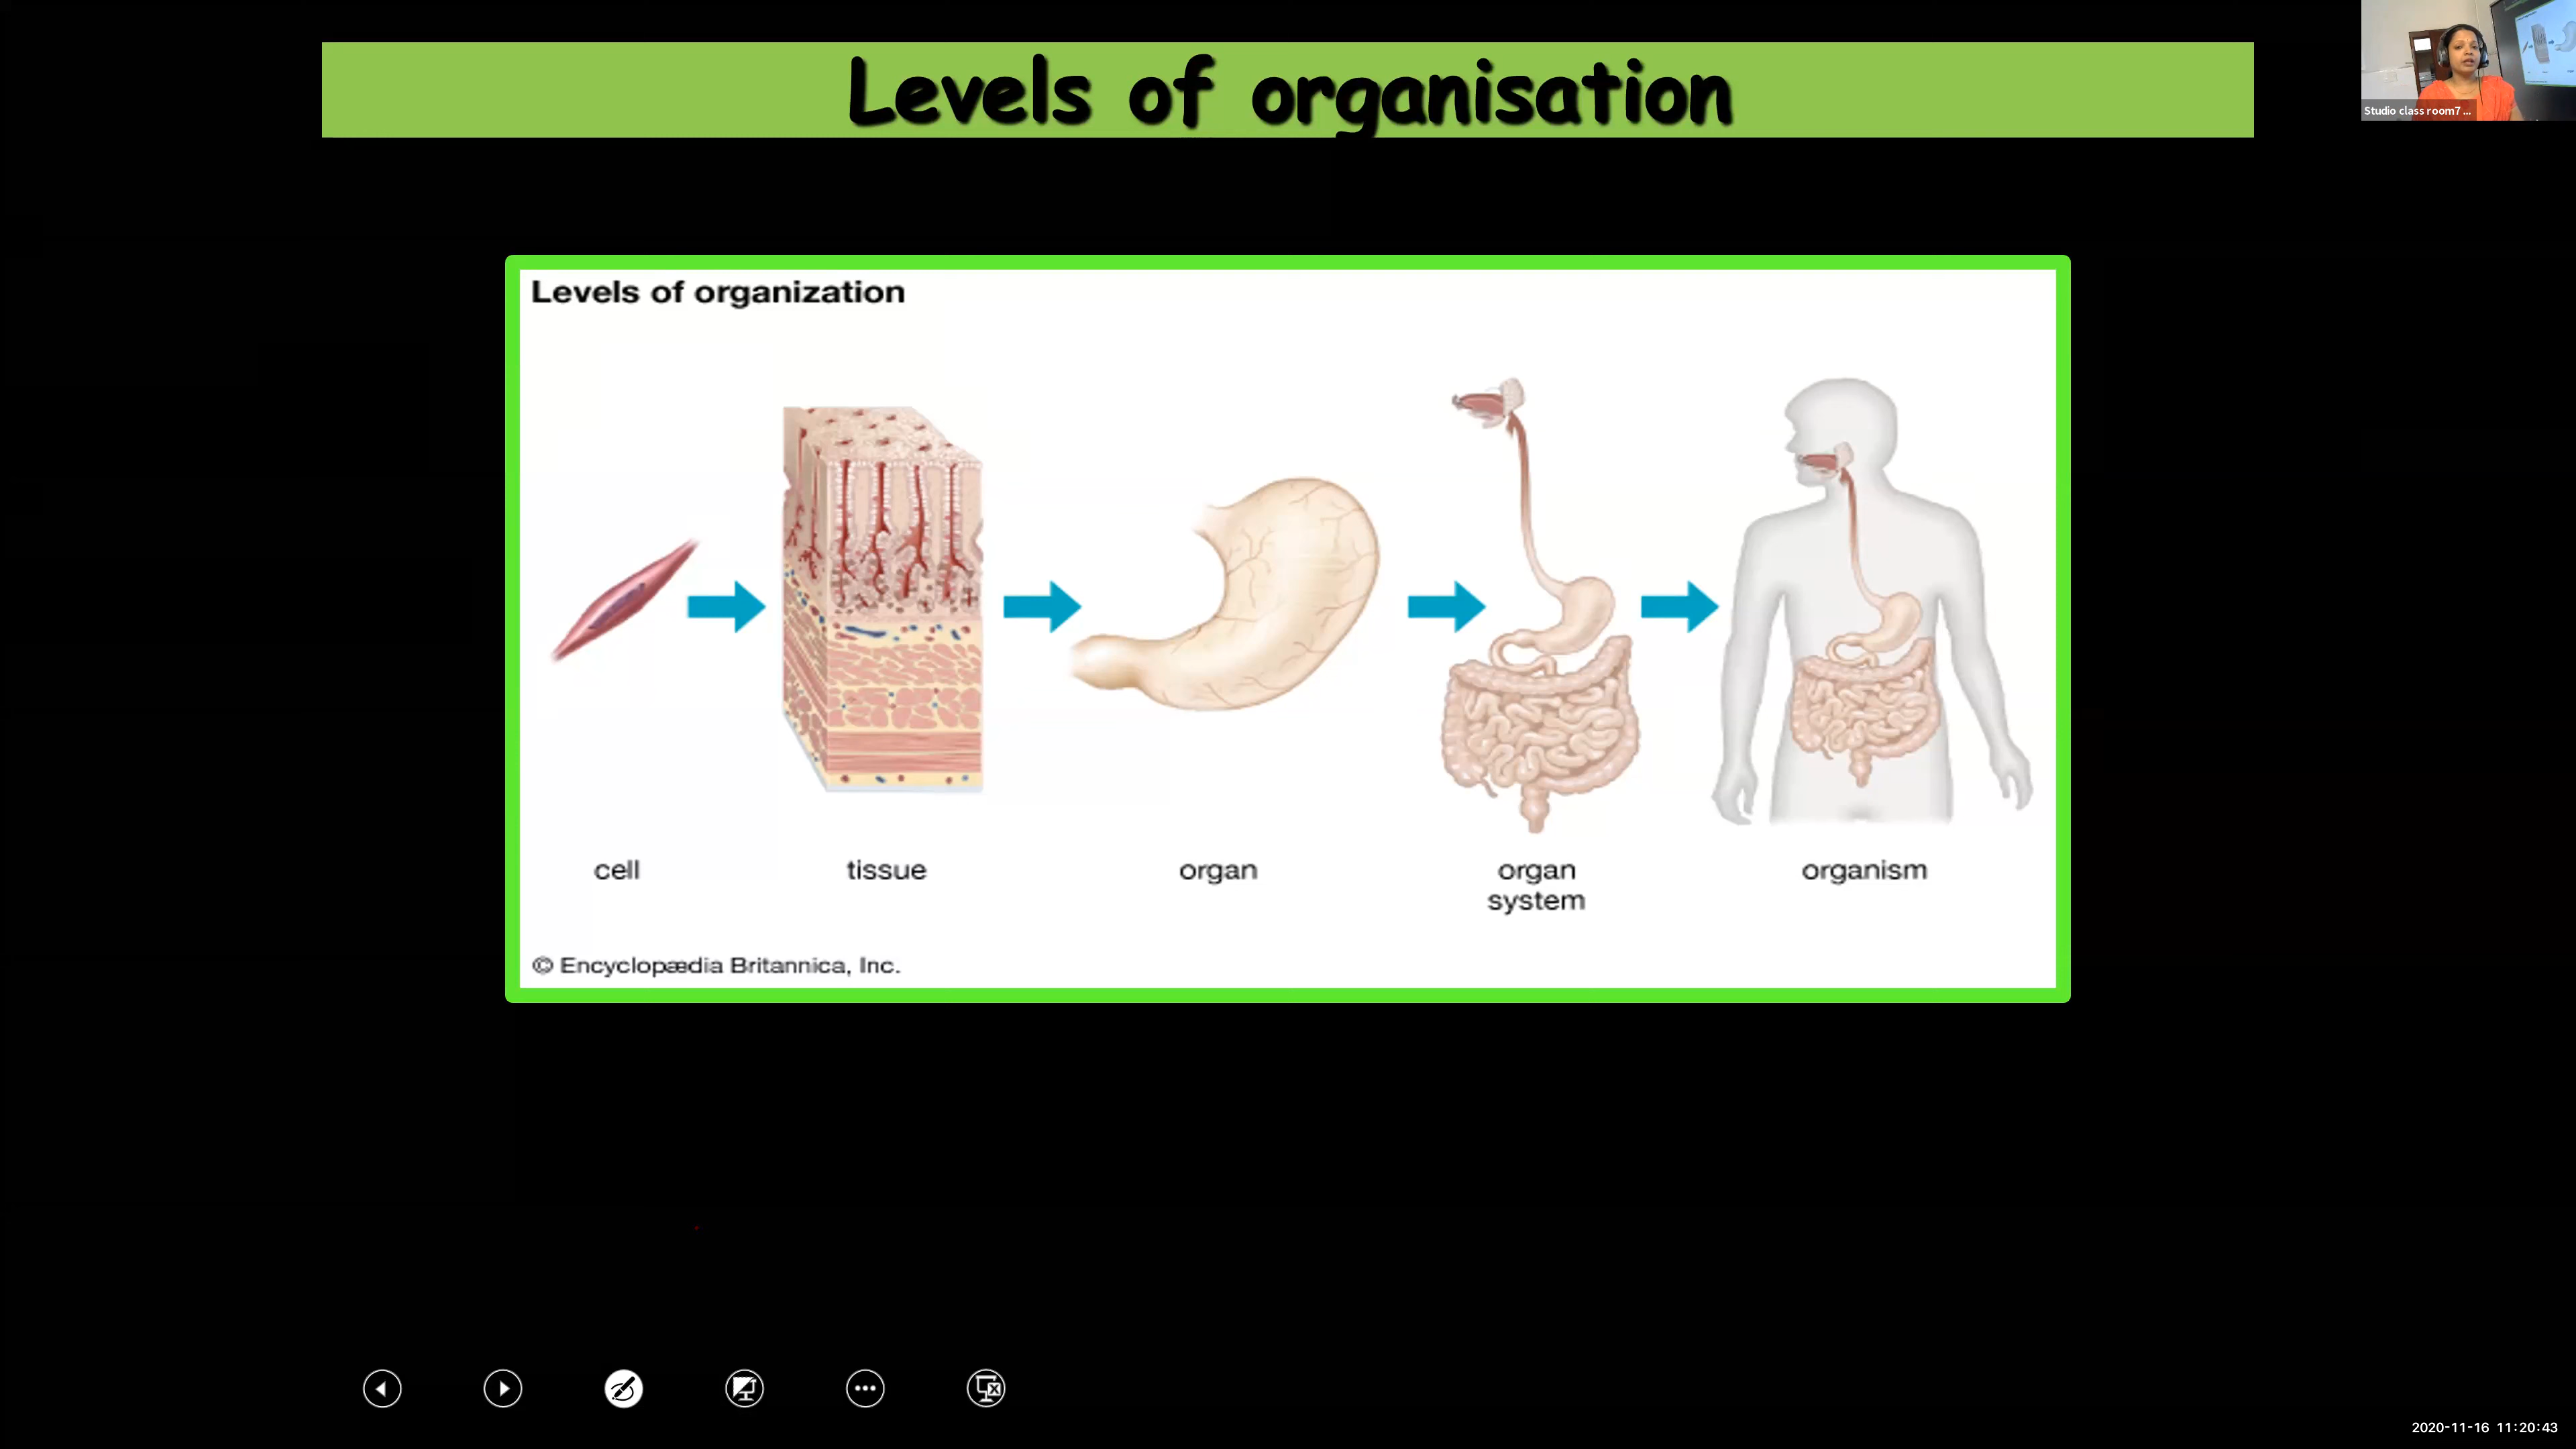 Levels of organisation
Studio class room7 ...
Levels of organization
cell
tissue
organ
organ
system
organism
© Encyclopædia Britannica, Inc.
2020-11-16 11:20:43